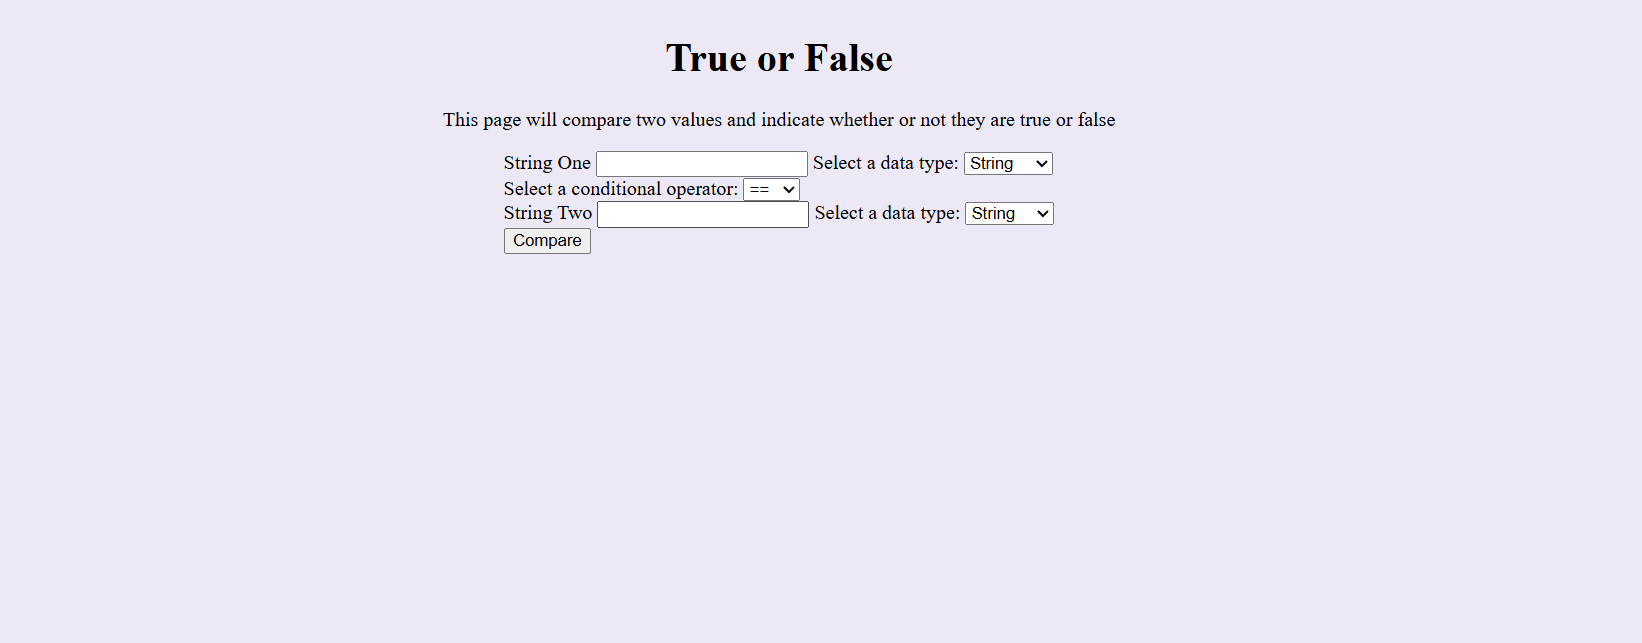 True or False
This page will compare two values and indicate whether or not they are true or false
String One Select a data type: String
Select a conditional operator: ==
String Two Select a data type: String
Compare